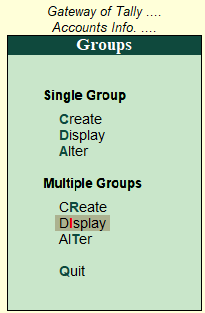 Gateway of Tally ....
Accounts Info. ....
Groups
Single Group
Create
Display
Alter
Multiple Groups
CReate
DIsplay
AlTer
Quit